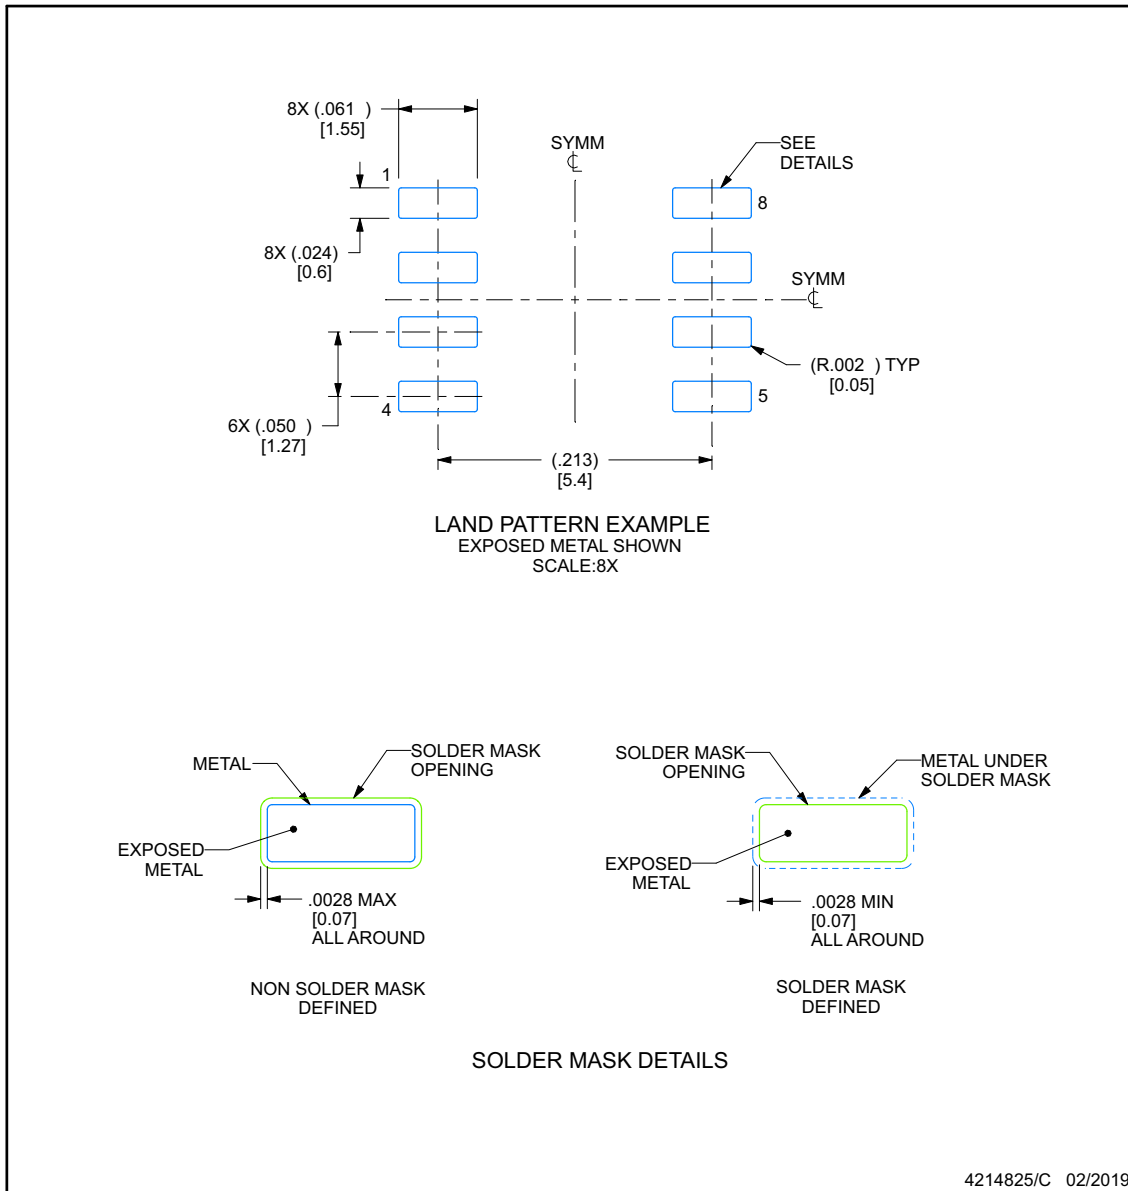 8X (.061 )
[1.55]
SYMM
SEE
DETAILS
1
8
8X (.024)
[0.6]
SYMM
(R.002 ) TYP
[0.05]
4
5
6X (.050 )
[1.27]
(.213)
[5.4]
LAND PATTERN EXAMPLE
EXPOSED METAL SHOWN
SCALE:8X
METAL
SOLDER MASK
OPENING
EXPOSED
METAL
.0028 MAX
[0.07]
ALL AROUND
NON SOLDER MASK
DEFINED
SOLDER MASK
OPENING
METAL UNDER
SOLDER MASK
EXPOSED
METAL
.0028 MIN
[0.07]
ALL AROUND
SOLDER MASK
DEFINED
SOLDER MASK DETAILS
4214825/C 02/2019